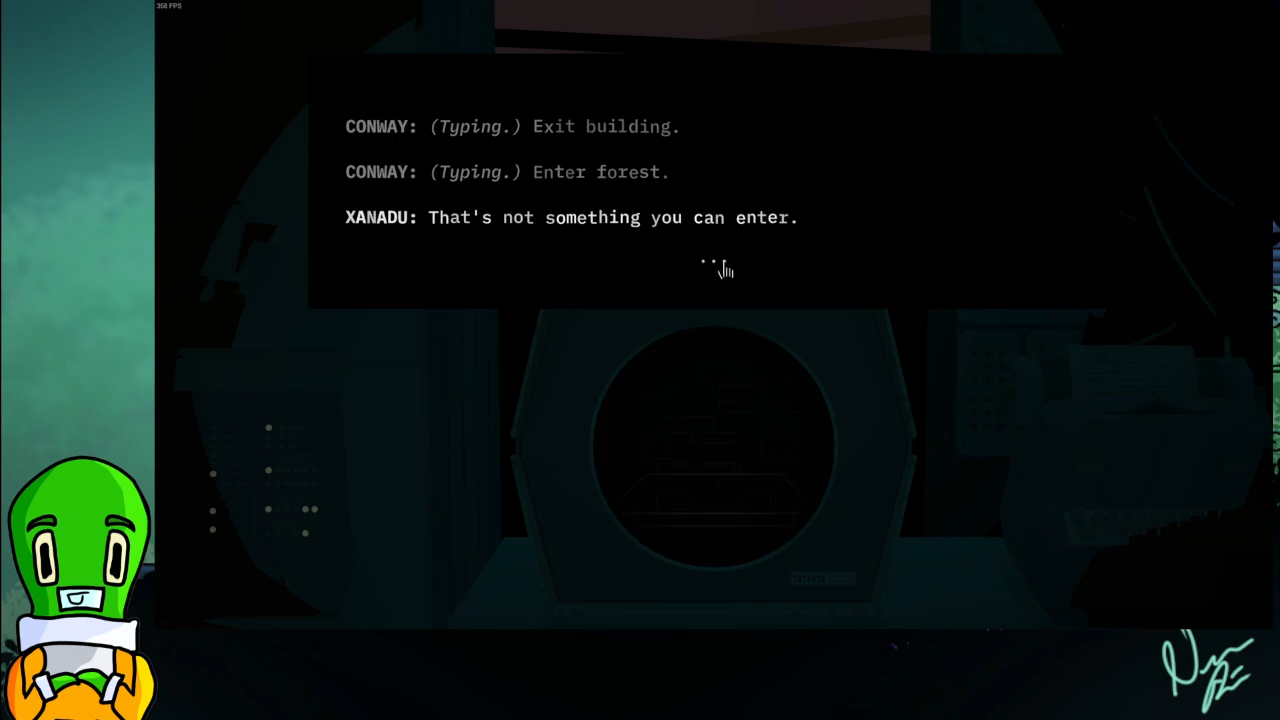 358 FPS
CONWAY: (Typing.) Exit building.
CONWAY: (Typing.) Enter forest.
XANADU: That's not something you can enter.
...